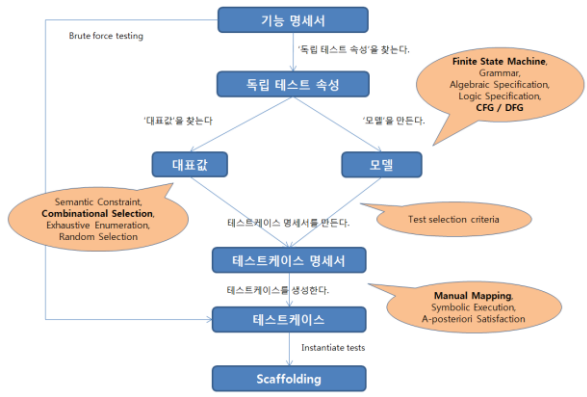 기능 명세서
Brute force testing
'독립 테스트 속성'을 찾는다.
독립 테스트 속성
Finite State Machine,
Grammar,
Algebraic Specification,
Logic Specification,
CFG / DFG
'대표값'을 찾는다
'모델'을 만든다.
대표값
모델
Semantic Constraint,
Combinational Selection,
Exhaustive Enumeration,
Random Selection
테스트케이스 명세서를 만든다.
Test selection criteria
테스트케이스 명세서
테스트케이스를 생성한다.
Manual Mapping,
Symbolic Execution,
A-posteriori Satisfaction
테스트케이스
Instantiate tests
Scaffolding